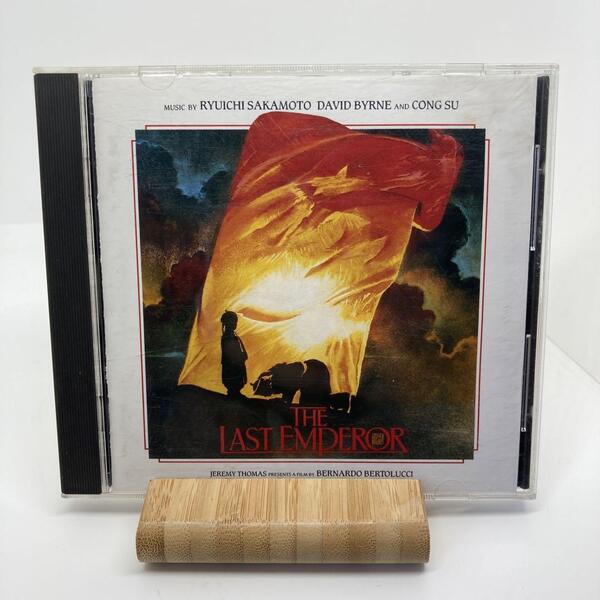 MUSIC BY RYUICHI SAKAMOTO DAVID BYRNE AND CONG SU
THE
LAST EMPEROR
JEREMY THOMAS PRESENTS A FILM BY BERNARDO BERTOLUCCI